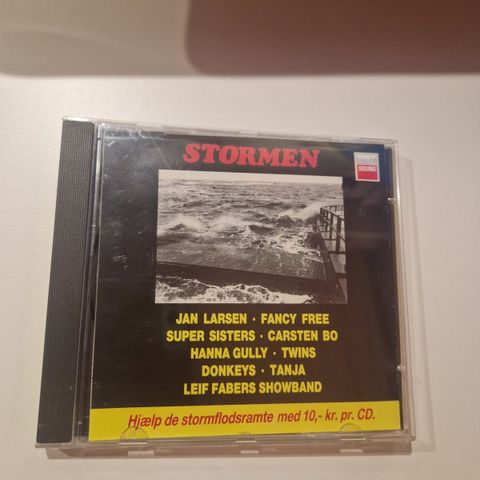 STORMEN
SOUND
JAN LARSEN · FANCY FREE
SUPER SISTERS · CARSTEN BO
HANNA GULLY · TWINS
DONKEYS · TANJA
LEIF FABERS SHOWBAND
Hjælp de stormflodsramte med 10,- kr. pr. CD.